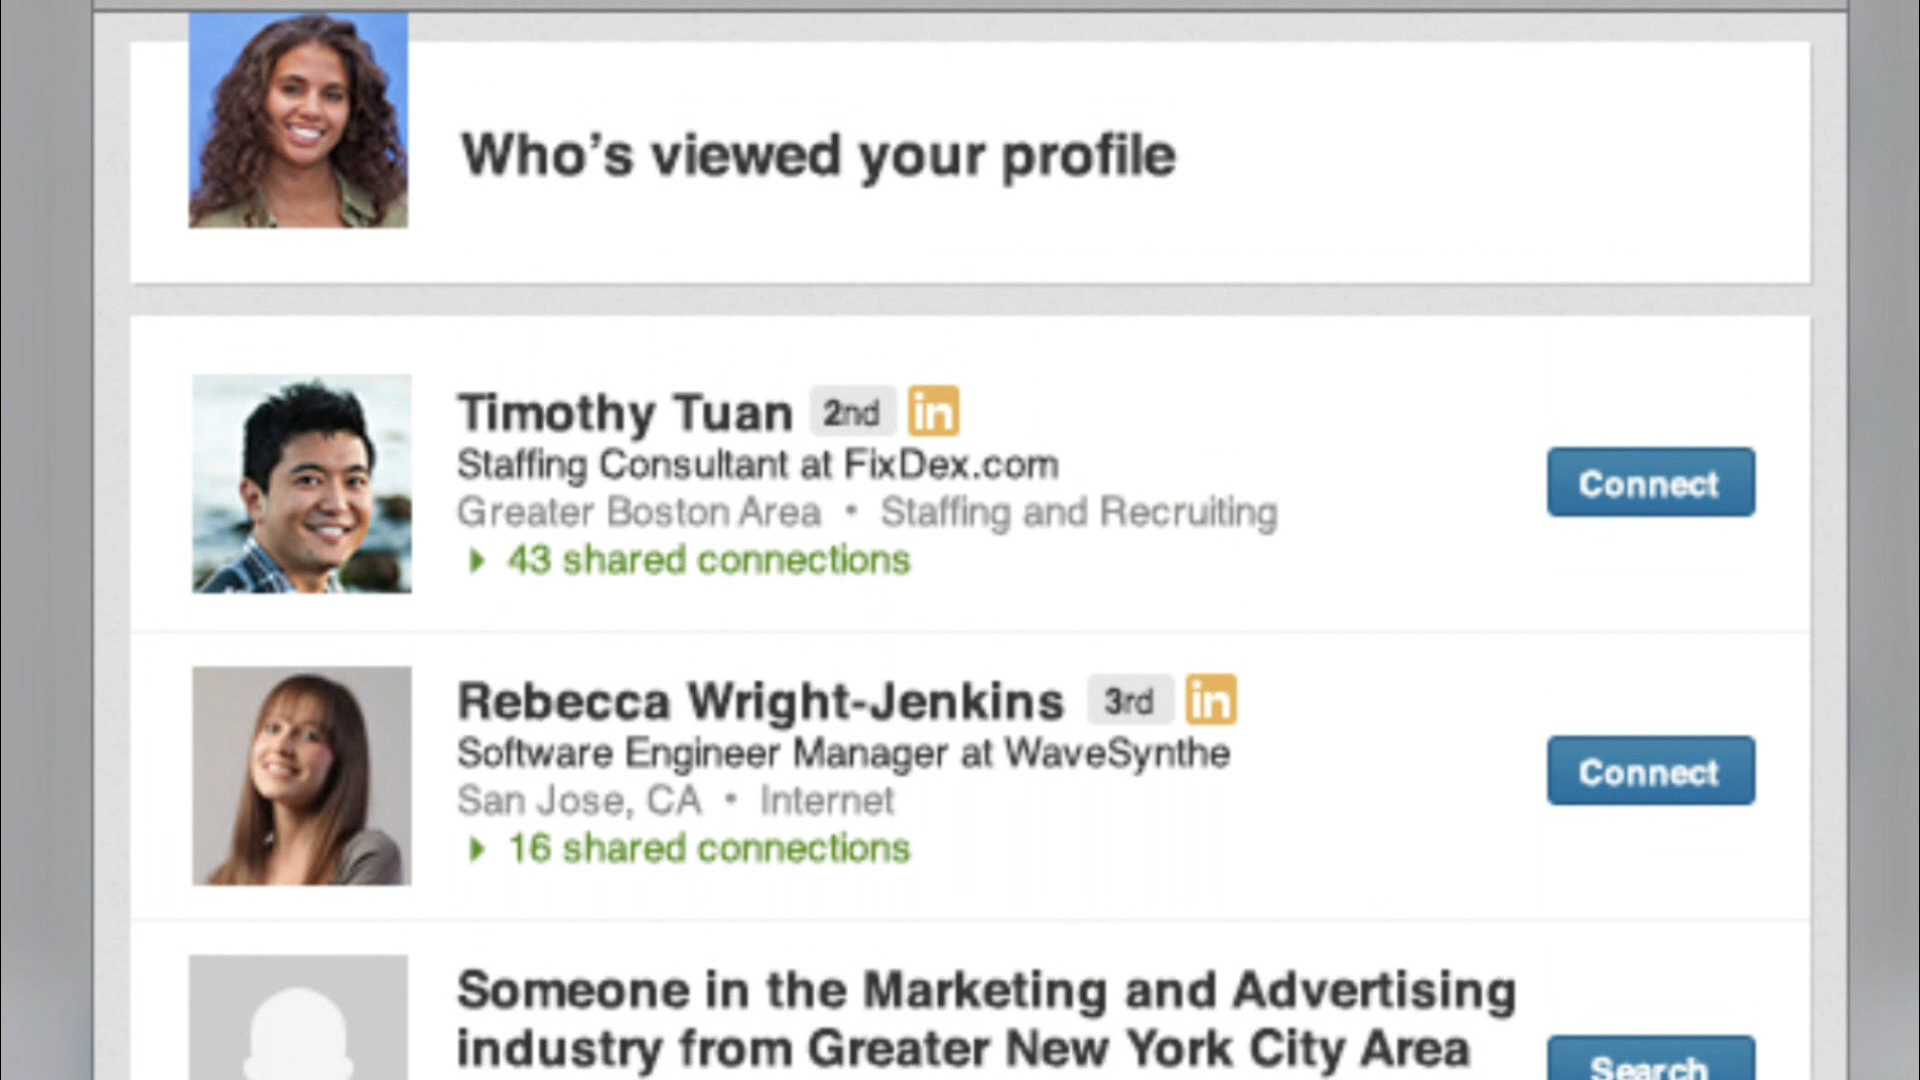 Who’s viewed your profile
Timothy Tuan 2nd in
Staffing Consultant at FixDex.com
Greater Boston Area • Staffing and Recruiting
43 shared connections
Connect
Rebecca Wright-Jenkins 3rd in
Software Engineer Manager at WaveSynthe
San Jose, CA • Internet
16 shared connections
Connect
Someone in the Marketing and Advertising
industry from Greater New York City Area
Search